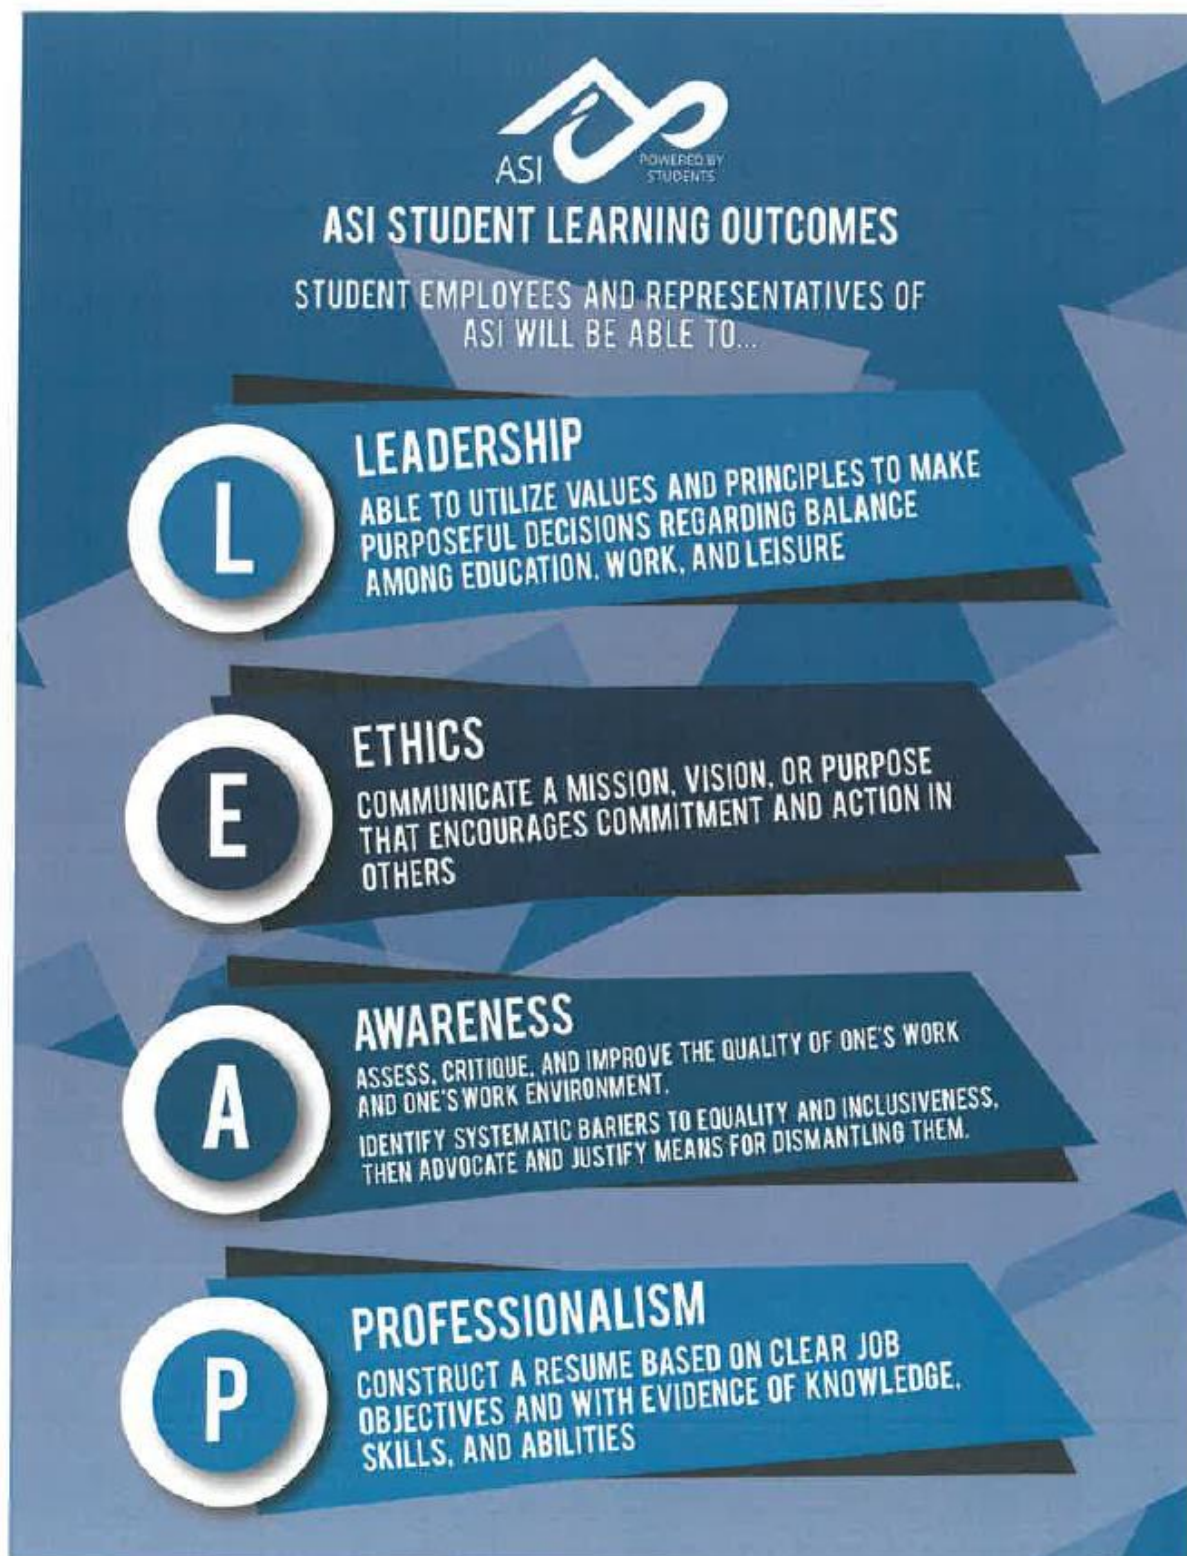 ASI
POWERED BY
STUDENTS
ASI STUDENT LEARNING OUTCOMES
STUDENT EMPLOYEES AND REPRESENTATIVES OF
ASI WILL BE ABLE TO...
L
LEADERSHIP
ABLE TO UTILIZE VALUES AND PRINCIPLES TO MAKE
PURPOSEFUL DECISIONS REGARDING BALANCE
AMONG EDUCATION, WORK, AND LEISURE
E
ETHICS
COMMUNICATE A MISSION, VISION, OR PURPOSE
THAT ENCOURAGES COMMITMENT AND ACTION IN
OTHERS
A
AWARENESS
ASSESS, CRITIQUE, AND IMPROVE THE QUALITY OF ONE'S WORK
AND ONE'S WORK ENVIRONMENT.
IDENTIFY SYSTEMATIC BARIERS TO EQUALITY AND INCLUSIVENESS,
THEN ADVOCATE AND JUSTIFY MEANS FOR DISMANTLING THEM.
P
PROFESSIONALISM
CONSTRUCT A RESUME BASED ON CLEAR JOB
OBJECTIVES AND WITH EVIDENCE OF KNOWLEDGE,
SKILLS, AND ABILITIES